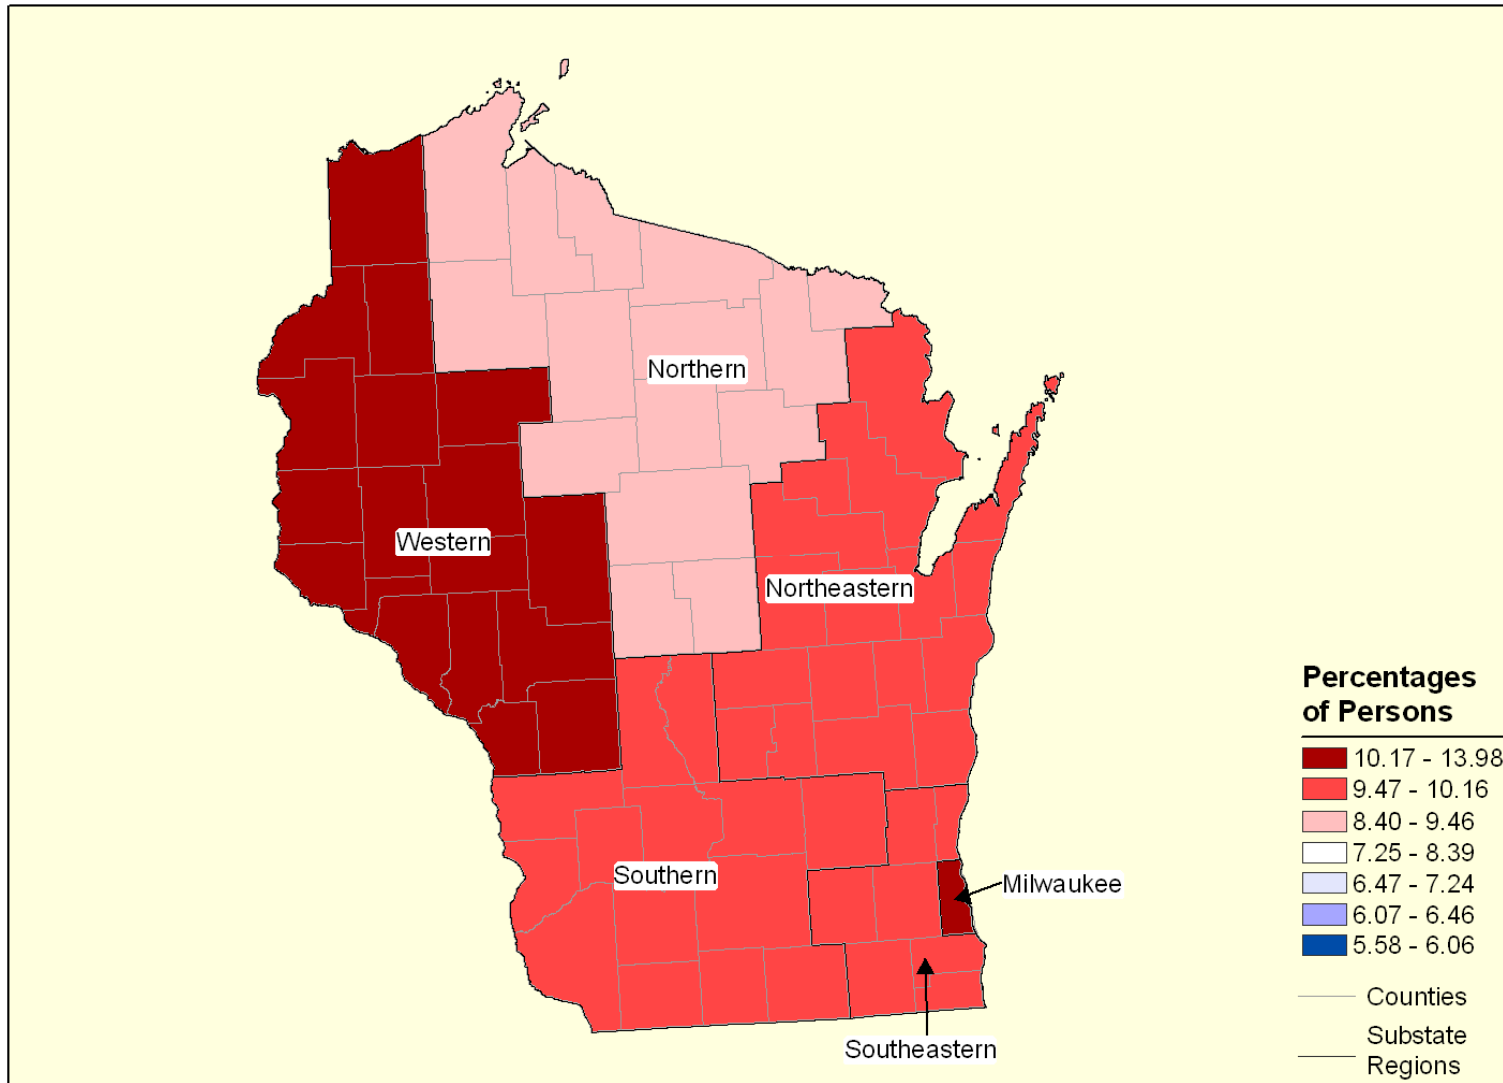 Northern
Western
Northeastern
Southern
Milwaukee
Southeastern
Percentages
of Persons
10.17 - 13.98
9.47 - 10.16
8.40 - 9.46
7.25 - 8.39
6.47 - 7.24
6.07 - 6.46
5.58 - 6.06
Counties
Substate
Regions